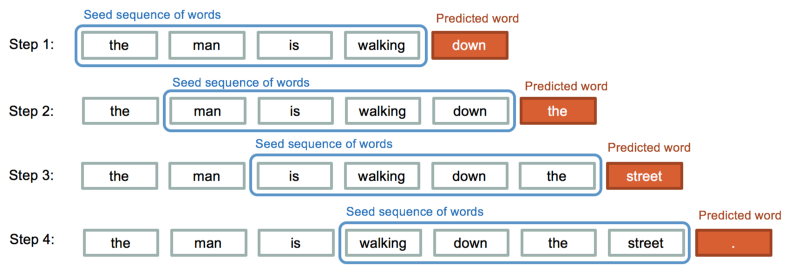 Seed sequence of words Predicted word
Step 1: the man is walking down
Seed sequence of words Predicted word
Step 2: the man is walking down the
Seed sequence of words Predicted word
Step 3: the man is walking down the street
Seed sequence of words Predicted word
Step 4: the man is walking down the street .